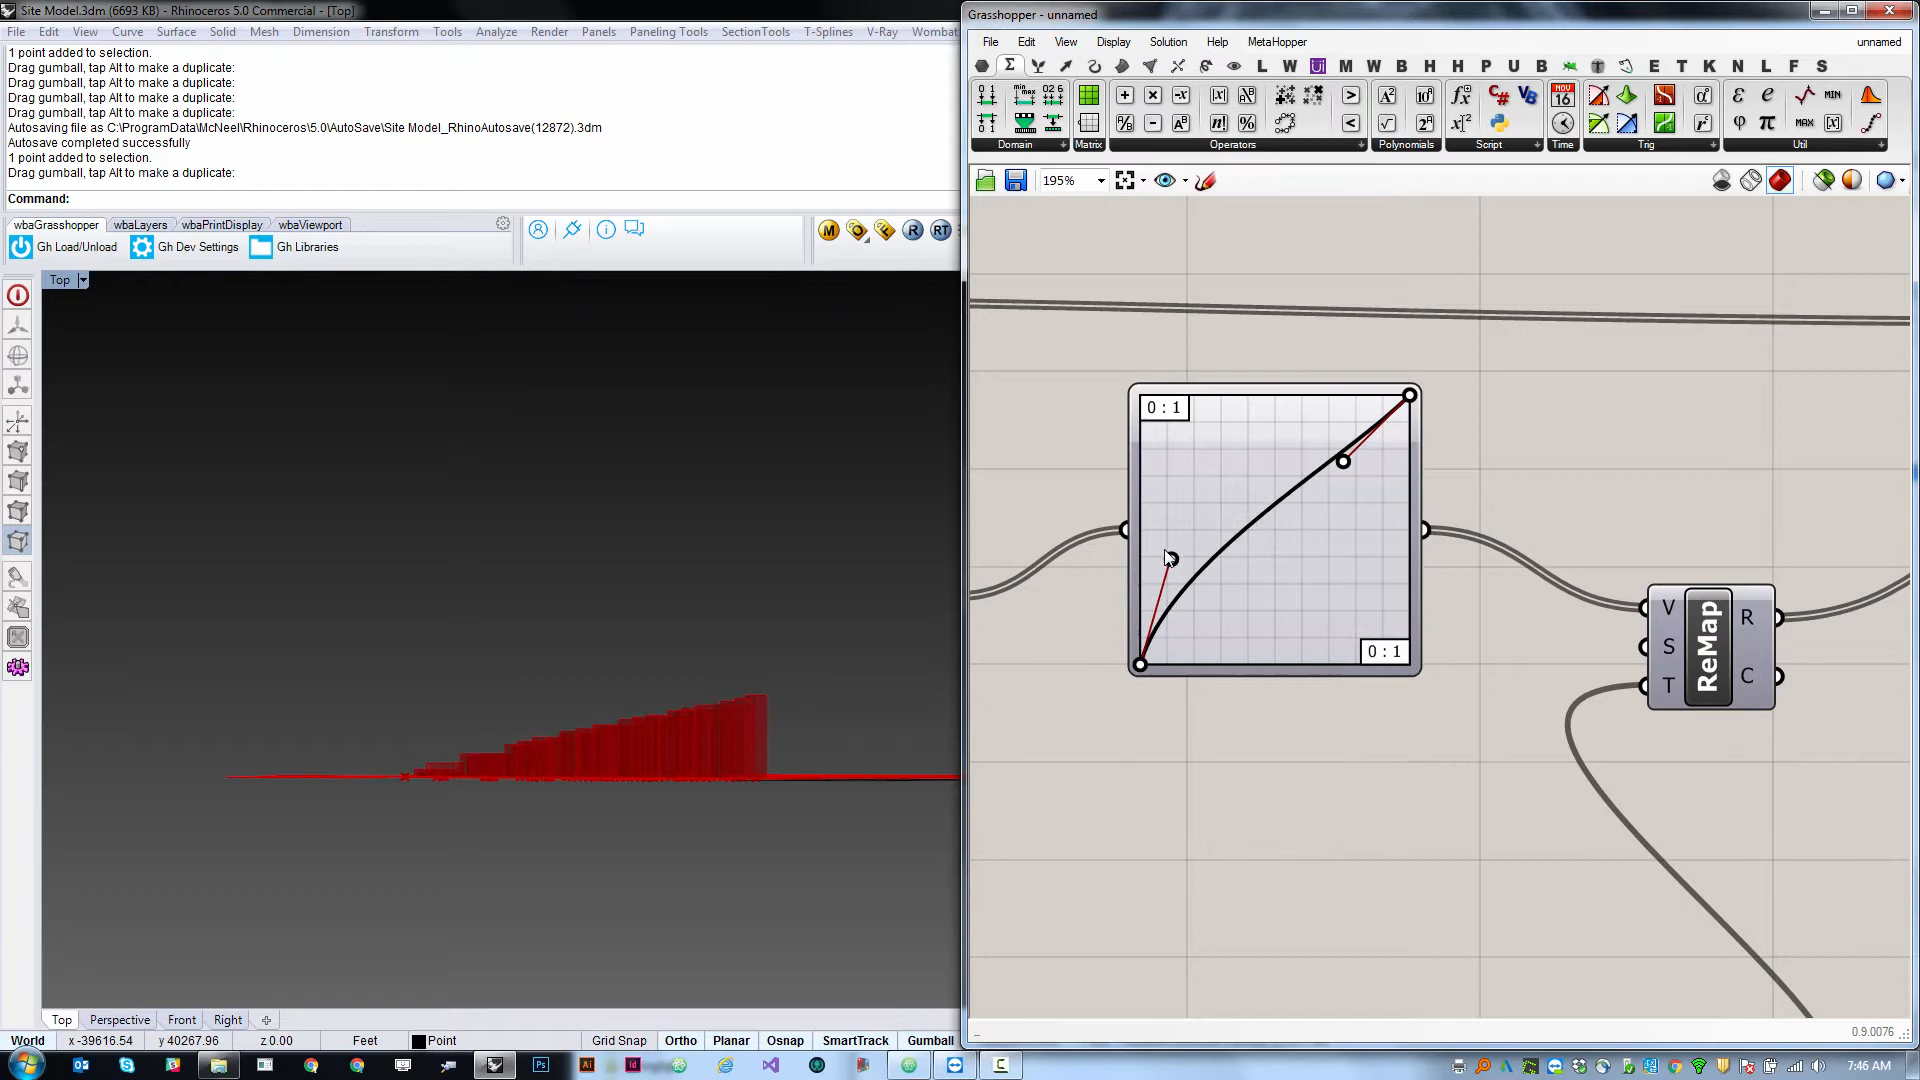 Site Model.3dm (6693 KB) - Rhinoceros 5.0 Commercial - [Top]
File Edit View Curve Surface Solid Mesh Dimension Transform Tools Analyze Render Panels Paneling Tools SectionTools T-Splines V-Ray Wombat
1 point added to selection.
Drag gumball, tap Alt to make a duplicate:
Drag gumball, tap Alt to make a duplicate:
Drag gumball, tap Alt to make a duplicate:
Drag gumball, tap Alt to make a duplicate:
Autosaving file as C:\ProgramData\McNeel\Rhinoceros\5.0\AutoSave\Site Model_RhinoAutosave(12872).3dm
Autosave completed successfully
1 point added to selection.
Drag gumball, tap Alt to make a duplicate:
Command:
wbaGrasshopper wbaLayers wbaPrintDisplay wbaViewport
Gh Load/Unload Gh Dev Settings Gh Libraries
M R RT
Top
Top Perspective Front Right
World x -39616.54 y 40267.96 z 0.00 Feet Point Grid Snap Ortho Planar Osnap SmartTrack Gumball
Grasshopper - unnamed
File Edit View Display Solution Help MetaHopper unnamed
L W Ui M W B H H P U B E T K N L F S
Domain Matrix Operators Polynomials Script Time Trig Util
195%
0 : 1
0 : 1
V S T ReMap R C
0.9.0076
7:46 AM